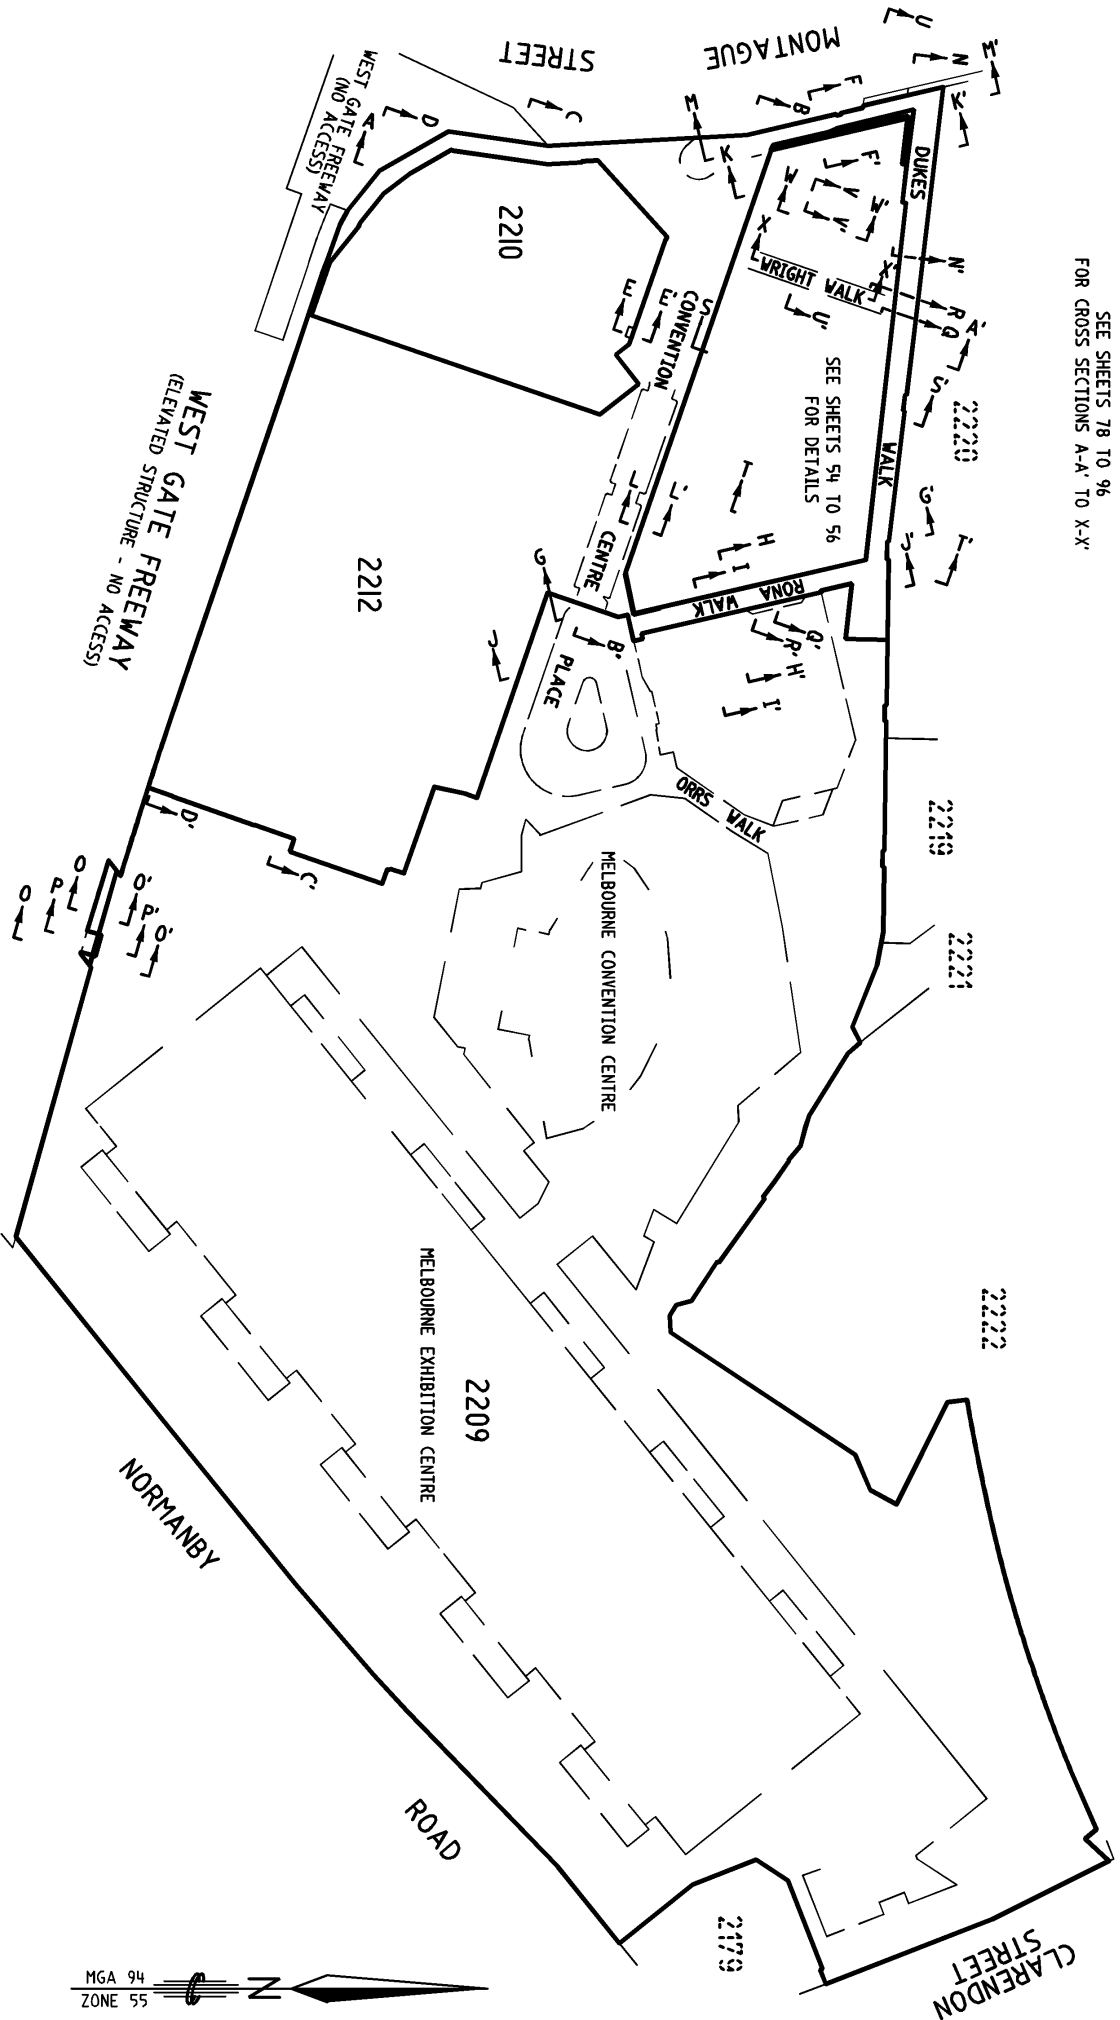 SEE SHEETS 78 TO 96
FOR CROSS SECTIONS A-A' TO X-X'
MONTAGUE
STREET
WEST GATE FREEWAY
(NO ACCESS)
U
N
M'
K'
F
B
C
D
A
M
K
DUKES
WALK
F'
V
V'
W
W'
X
X'
N'
R
Q
A'
S'
WRIGHT WALK
U'
2210
E
E'
S
CONVENTION
CENTRE
PLACE
SEE SHEETS 54 TO 56
FOR DETAILS
2220
G'
J'
T'
T
L
L'
H
I
RONA
WALK
G
J
B'
Q'
R'
H'
I'
2212
WEST GATE FREEWAY
(ELEVATED STRUCTURE - NO ACCESS)
ORRS WALK
2219
D'
C'
O
P
O
O'
P'
O'
MELBOURNE CONVENTION CENTRE
2221
2222
MELBOURNE EXHIBITION CENTRE
2209
NORMANBY
ROAD
2179
CLARENDON
STREET
MGA 94
ZONE 55
N